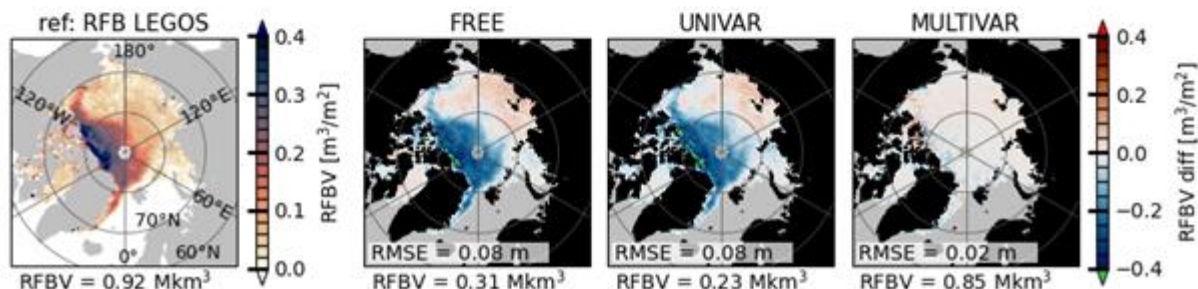 ref: RFB LEGOS
180°
120°W
120°E
60°E
70°N
0°
60°N
RFBV = 0.92 Mkm³
0.4
0.3
0.2
0.1
0.0
RFBV [m³/m²]
FREE
RMSE = 0.08 m
RFBV = 0.31 Mkm³
UNIVAR
RMSE = 0.08 m
RFBV = 0.23 Mkm³
MULTIVAR
RMSE = 0.02 m
RFBV = 0.85 Mkm³
0.4
0.2
0.0
−0.2
−0.4
RFBV diff [m³/m²]